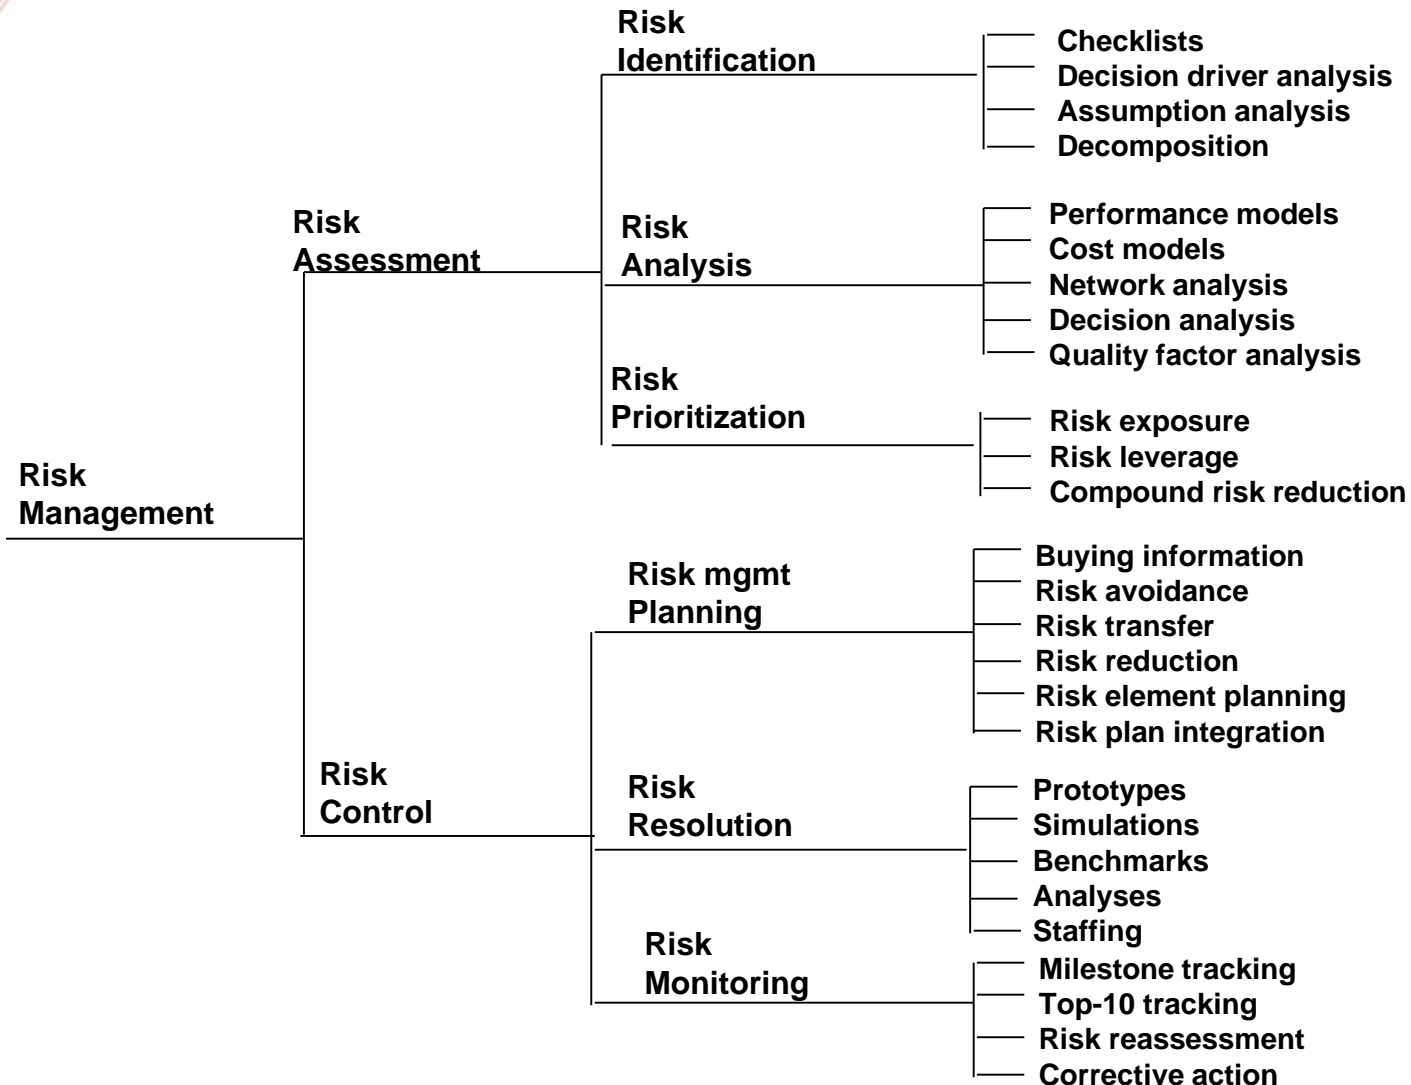 Risk
Identification
Checklists
Decision driver analysis
Assumption analysis
Decomposition
Risk
Assessment
Risk
Analysis
Performance models
Cost models
Network analysis
Decision analysis
Quality factor analysis
Risk
Prioritization
Risk exposure
Risk leverage
Compound risk reduction
Risk
Management
Risk mgmt
Planning
Buying information
Risk avoidance
Risk transfer
Risk reduction
Risk element planning
Risk plan integration
Risk
Control
Risk
Resolution
Prototypes
Simulations
Benchmarks
Analyses
Staffing
Risk
Monitoring
Milestone tracking
Top-10 tracking
Risk reassessment
Corrective action